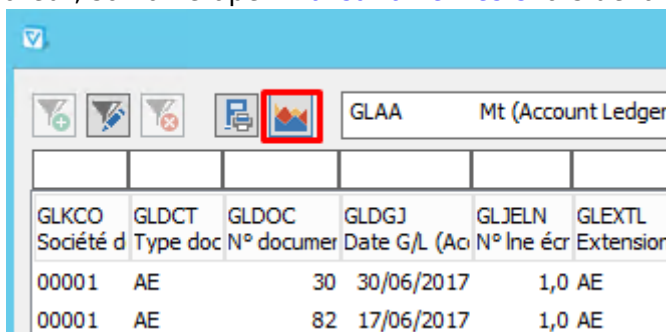 GLAA Mt (Account Ledger
GLKCO GLDCT GLDOC GLDGJ GLJELN GLEXTL
Société d Type doc N° documer Date G/L (Ac N° lne écr Extension
00001 AE 30 30/06/2017 1,0 AE
00001 AE 82 17/06/2017 1,0 AE